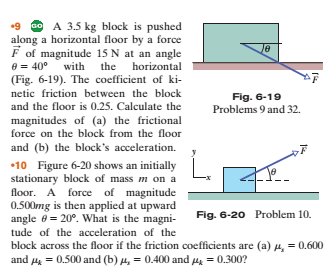 •9 GO A 3.5 kg block is pushed
along a horizontal floor by a force
F⃗ of magnitude 15 N at an angle
θ = 40° with the horizontal
(Fig. 6-19). The coefficient of ki-
netic friction between the block
and the floor is 0.25. Calculate the
magnitudes of (a) the frictional
force on the block from the floor
and (b) the block's acceleration.
θ
F⃗
Fig. 6-19
Problems 9 and 32.
•10 Figure 6-20 shows an initially
stationary block of mass m on a
floor. A force of magnitude
0.500mg is then applied at upward
angle θ = 20°. What is the magni-
tude of the acceleration of the
block across the floor if the friction coefficients are (a) μs = 0.600
and μk = 0.500 and (b) μs = 0.400 and μk = 0.300?
y
x
θ
F⃗
Fig. 6-20 Problem 10.